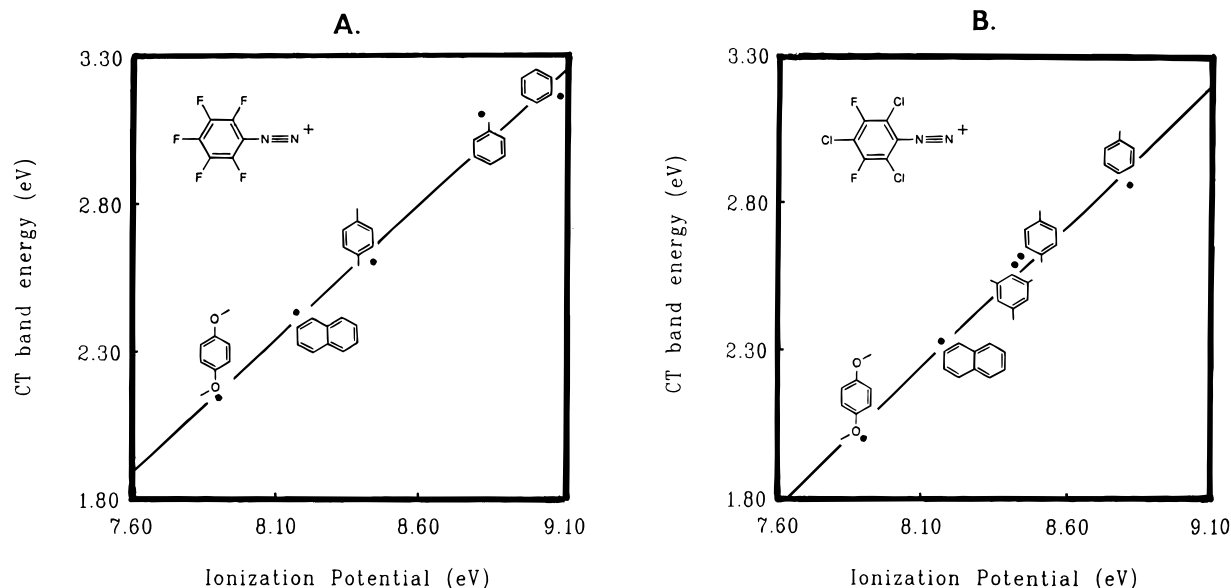 A.
3.30
2.80
2.30
1.80
CT band energy (eV)
F
F
F
F
F
N≡N
+
O
O
7.60
8.10
8.60
9.10
Ionization Potential (eV)
B.
3.30
2.80
2.30
1.80
CT band energy (eV)
F
Cl
Cl
N≡N
+
F
Cl
O
O
7.60
8.10
8.60
9.10
Ionization Potential (eV)